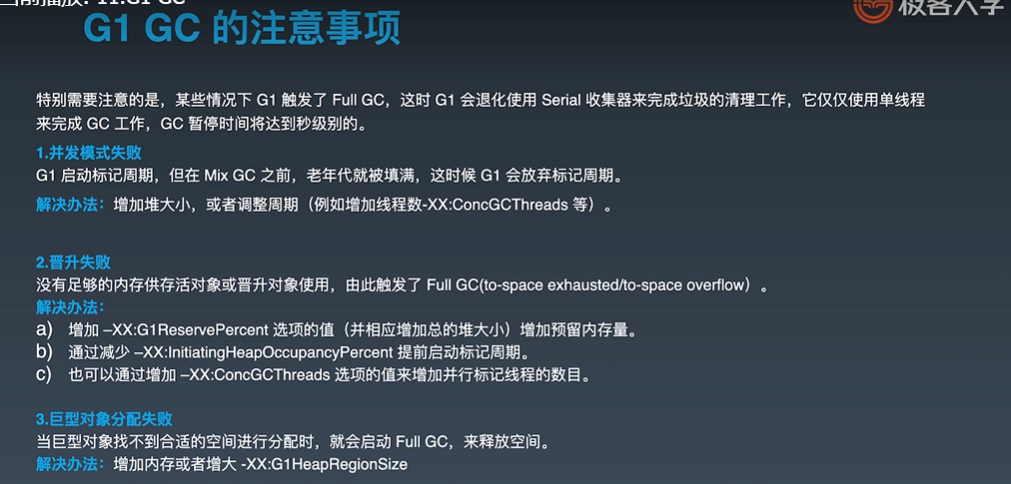 当前播放: 11.G1 GC
极客大学
G1 GC 的注意事项
特别需要注意的是，某些情况下 G1 触发了 Full GC，这时 G1 会退化使用 Serial 收集器来完成垃圾的清理工作，它仅仅使用单线程
来完成 GC 工作，GC 暂停时间将达到秒级别的。
1.并发模式失败
G1 启动标记周期，但在 Mix GC 之前，老年代就被填满，这时候 G1 会放弃标记周期。
解决办法：增加堆大小，或者调整周期（例如增加线程数-XX:ConcGCThreads 等）。
2.晋升失败
没有足够的内存供存活对象或晋升对象使用，由此触发了 Full GC(to-space exhausted/to-space overflow）。
解决办法：
a) 增加 –XX:G1ReservePercent 选项的值（并相应增加总的堆大小）增加预留内存量。
b) 通过减少 –XX:InitiatingHeapOccupancyPercent 提前启动标记周期。
c) 也可以通过增加 –XX:ConcGCThreads 选项的值来增加并行标记线程的数目。
3.巨型对象分配失败
当巨型对象找不到合适的空间进行分配时，就会启动 Full GC，来释放空间。
解决办法：增加内存或者增大 -XX:G1HeapRegionSize